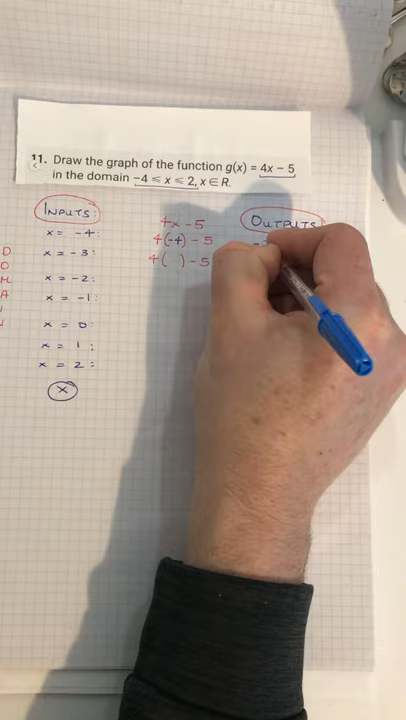 11. Draw the graph of the function g(x) = 4x − 5
in the domain −4 ⩽ x ⩽ 2, x ∈ R.
INPUTS:
4x - 5
OUTPUTS
x = -4:
4(-4) - 5
x = -3:
4( ) - 5
x = -2:
x = -1:
x = 0:
x = 1:
x = 2:
x
D
O
M
A
I
N